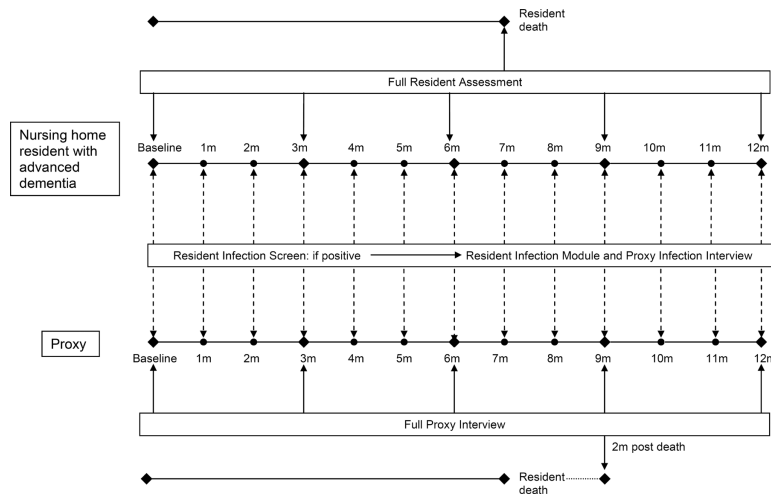 Resident
death
Full Resident Assessment
Nursing home
resident with
advanced
dementia
Baseline 1m 2m 3m 4m 5m 6m 7m 8m 9m 10m 11m 12m
Resident Infection Screen: if positive Resident Infection Module and Proxy Infection Interview
Proxy
Baseline 1m 2m 3m 4m 5m 6m 7m 8m 9m 10m 11m 12m
Full Proxy Interview
2m post death
Resident
death